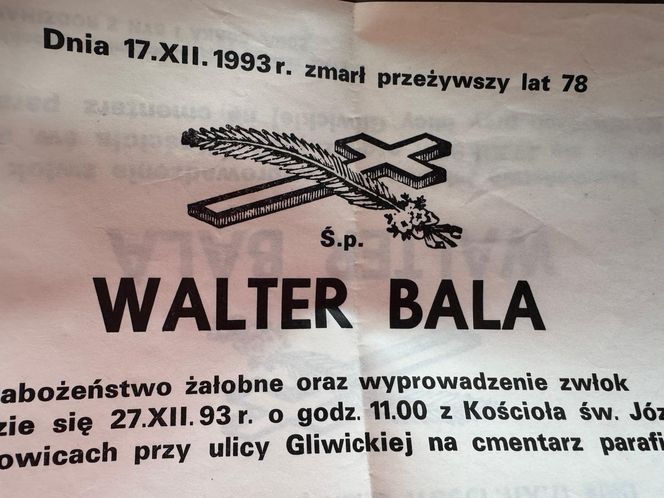 Dnia 17.XII.1993 r. zmarł przeżywszy lat 78
Ś.p.
WALTER BALA
abożeństwo żałobne oraz wyprowadzenie zwłok
zie się 27.XII.93 r. o godz. 11.00 z Kościoła św. Józ
owicach przy ulicy Gliwickiej na cmentarz parafi